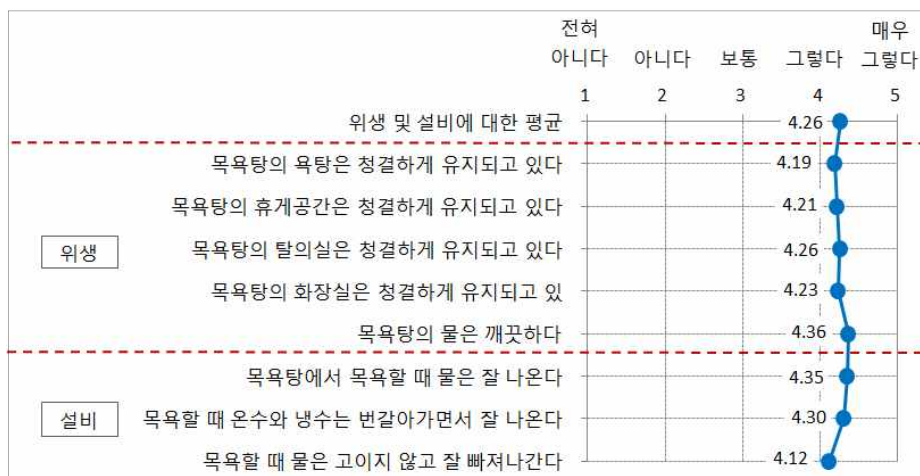 전혀 매우
아니다 아니다 보통 그렇다 그렇다
1 2 3 4 5
위생 및 설비에 대한 평균 4.26
목욕탕의 욕탕은 청결하게 유지되고 있다 4.19
목욕탕의 휴게공간은 청결하게 유지되고 있다 4.21
위생 목욕탕의 탈의실은 청결하게 유지되고 있다 4.26
목욕탕의 화장실은 청결하게 유지되고 있 4.23
목욕탕의 물은 깨끗하다 4.36
목욕탕에서 목욕할 때 물은 잘 나온다 4.35
설비 목욕할 때 온수와 냉수는 번갈아가면서 잘 나온다 4.30
목욕할 때 물은 고이지 않고 잘 빠져나간다 4.12